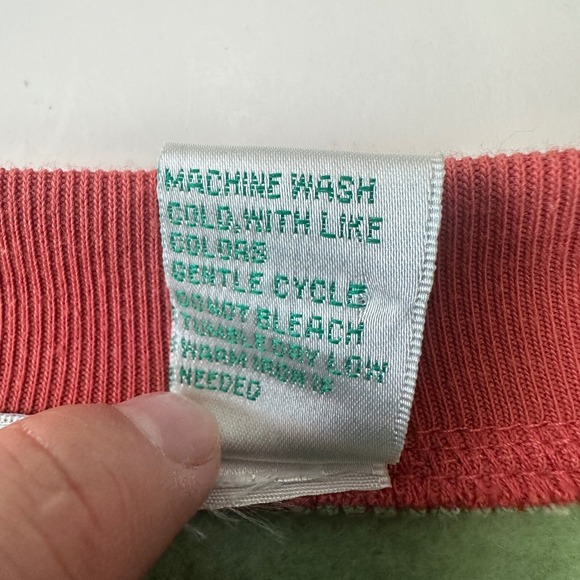 MACHINE WASH
COLD, WITH LIKE
COLORS
GENTLE CYCLE
DO NOT BLEACH
TUMBLE DRY LOW
WARM IRON IF
NEEDED